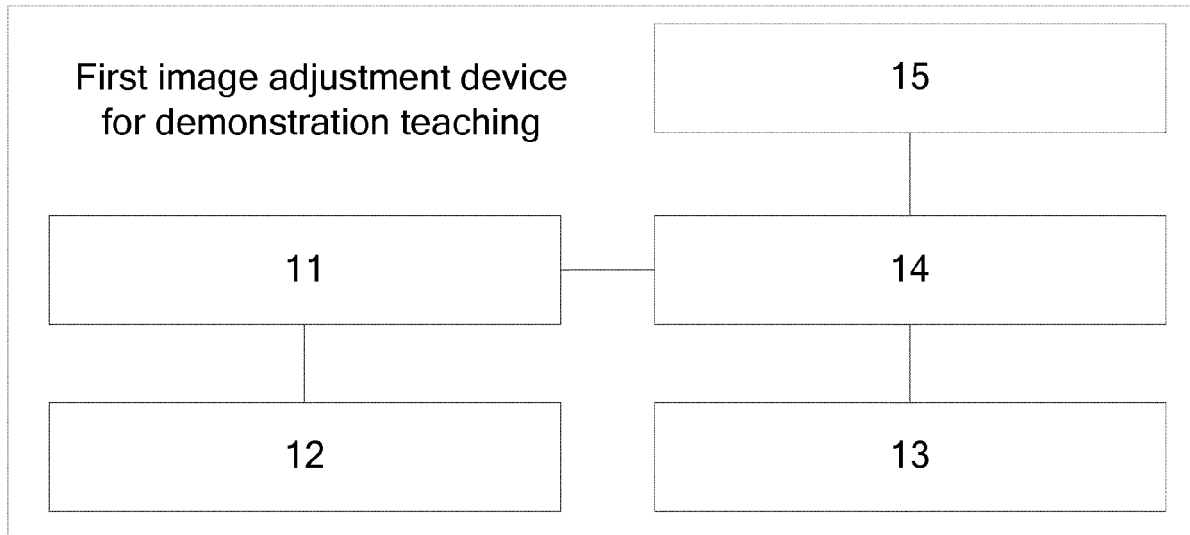 First image adjustment device
for demonstration teaching
15
11
14
12
13